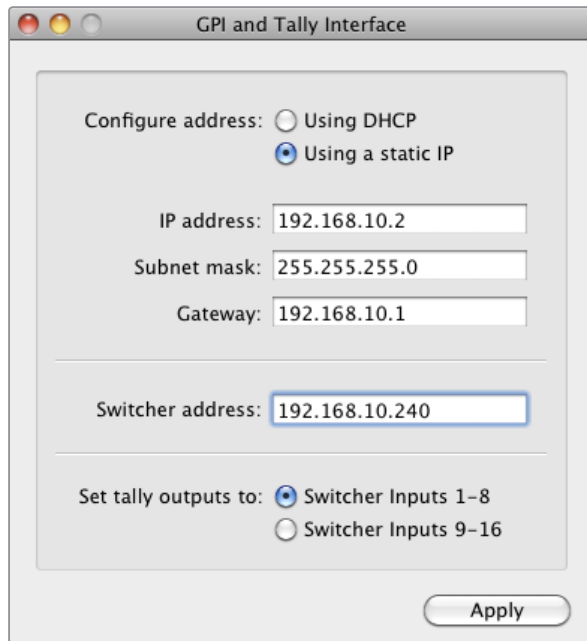 GPI and Tally Interface
Configure address: Using DHCP
Using a static IP
IP address: 192.168.10.2
Subnet mask: 255.255.255.0
Gateway: 192.168.10.1
Switcher address: 192.168.10.240
Set tally outputs to: Switcher Inputs 1-8
Switcher Inputs 9-16
Apply